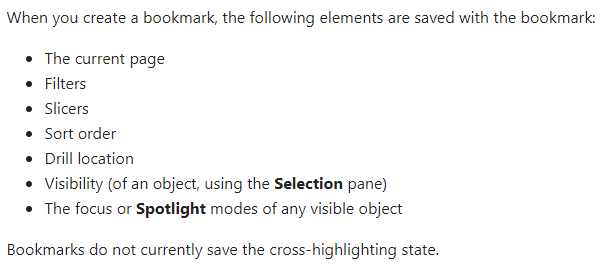 When you create a bookmark, the following elements are saved with the bookmark:
• The current page
• Filters
• Slicers
• Sort order
• Drill location
• Visibility (of an object, using the Selection pane)
• The focus or Spotlight modes of any visible object
Bookmarks do not currently save the cross-highlighting state.